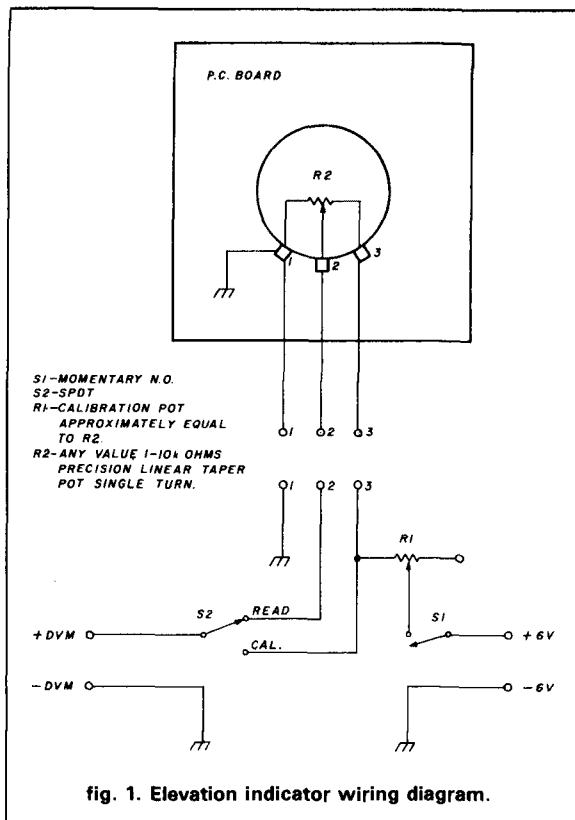 P.C. BOARD
R2
1
2
3
S1-MOMENTARY N.O.
S2-SPDT
R1-CALIBRATION POT
APPROXIMATELY EQUAL
TO R2.
R2-ANY VALUE 1-10k OHMS
PRECISION LINEAR TAPER
POT SINGLE TURN.
1 2 3
1 2 3
R1
S2 READ S1
+DVM +6V
CAL.
-DVM -6V
fig. 1. Elevation indicator wiring diagram.